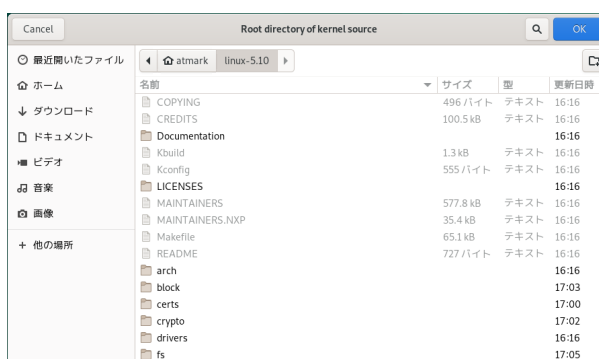 Cancel Root directory of kernel source OK
最近開いたファイル atmark linux-5.10
ホーム 名前 サイズ 型 更新日時
COPYING 496 バイト テキスト 16:16
ダウンロード CREDITS 100.5 kB テキスト 16:16
ドキュメント Documentation 16:16
Kbuild 1.3 kB テキスト 16:16
ビデオ Kconfig 555 バイト テキスト 16:16
音楽 LICENSES 16:16
MAINTAINERS 577.8 kB テキスト 16:16
画像 MAINTAINERS.NXP 35.4 kB テキスト 16:16
Makefile 65.1 kB テキスト 16:16
+ 他の場所 README 727 バイト テキスト 16:16
arch 16:16
block 17:03
certs 17:00
crypto 17:02
drivers 16:16
fs 17:05